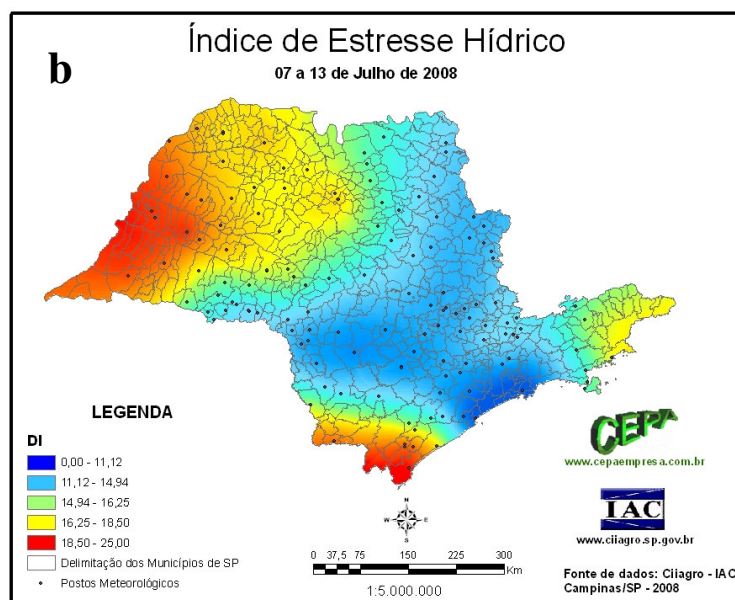 Índice de Estresse Hídrico
b
07 a 13 de Julho de 2008
LEGENDA
DI
0,00 - 11,12
11,12 - 14,94
14,94 - 16,25
16,25 - 18,50
18,50 - 25,00
Delimitação dos Municípios de SP
Postos Meteorológicos
N
W E
S
0 37,5 75 150 225 300
Km
1:5.000.000
CEPA
www.cepaempresa.com.br
IAC
www.ciiagro.sp.gov.br
Fonte de dados: Ciiagro - IAC
Campinas/SP - 2008